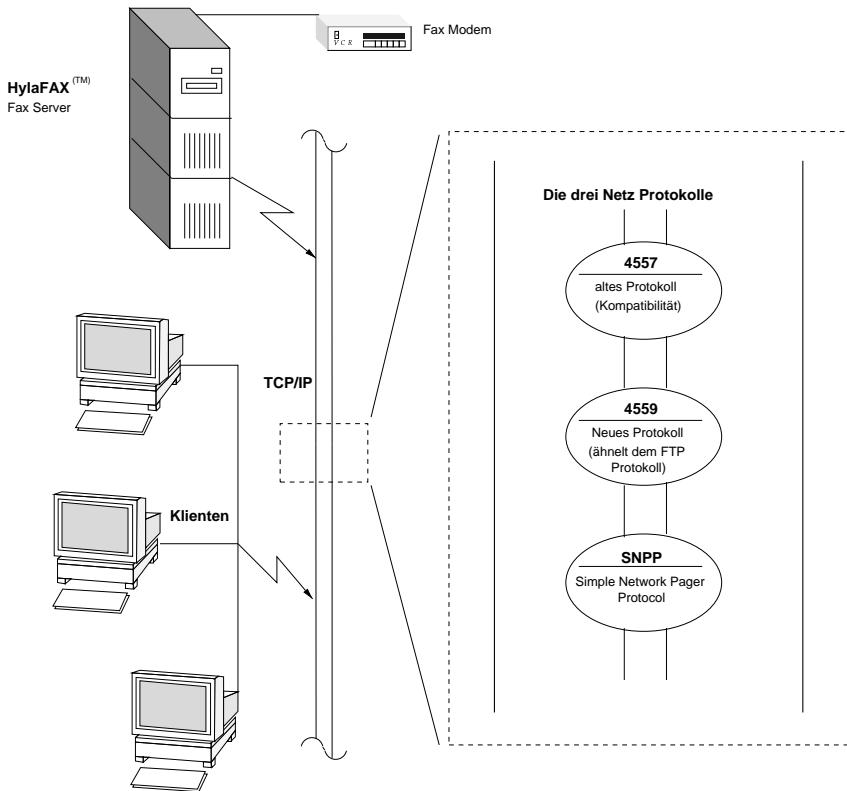 Fax Modem
VCR
HylaFAX (TM)
Fax Server
Die drei Netz Protokolle
4557
altes Protokoll
(Kompatibilität)
TCP/IP
4559
Neues Protokoll
(ähnelt dem FTP
Protokoll)
Klienten
SNPP
Simple Network Pager
Protocol